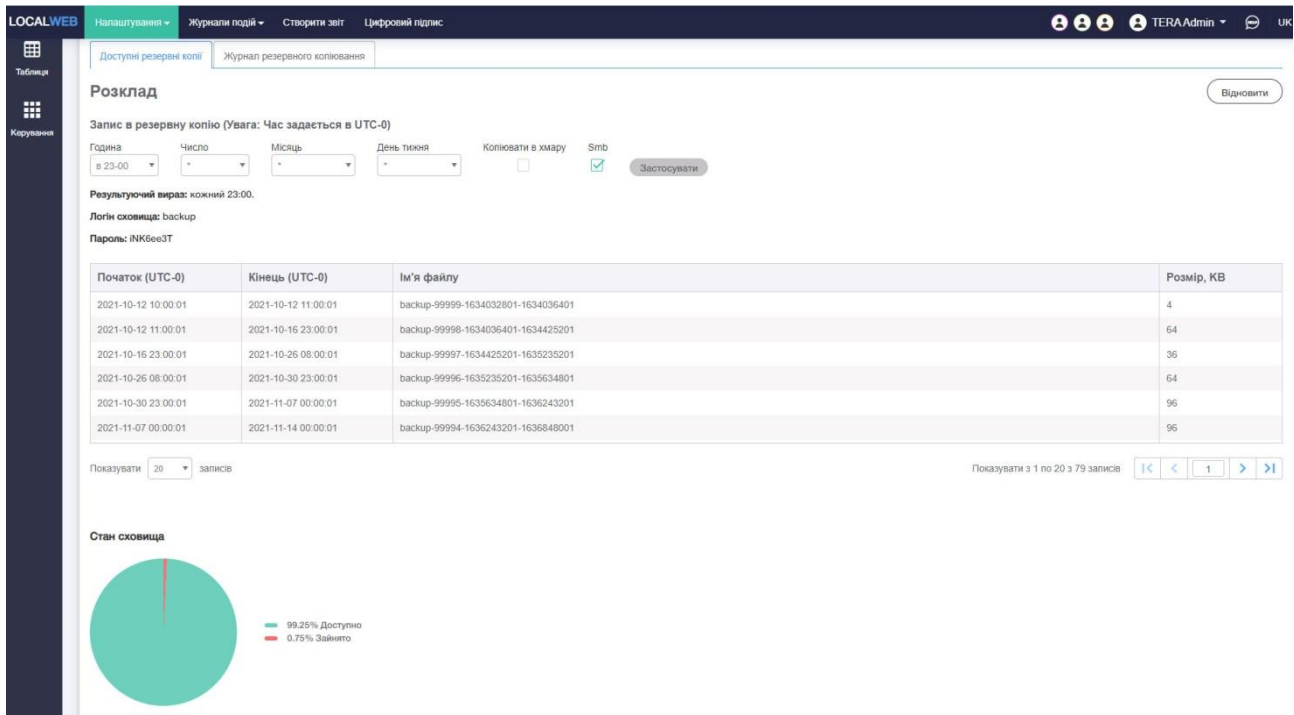 LOCALWEB Налаштування Журнали подій Створити звіт Цифровий підпис TERA Admin UK
Таблиця
Керування
Доступні резервні копії Журнал резервного копіювання
Розклад Відновити
Запис в резервну копію (Увага: Час задається в UTC-0)
Година Число Місяць День тижня Копіювати в хмару Smb
в 23-00 * * * Застосувати
Результуючий вираз: кожний 23:00.
Логін сховища: backup
Пароль: iNK6ee3T
Початок (UTC-0) Кінець (UTC-0) Ім'я файлу Розмір, KB
2021-10-12 10:00:01 2021-10-12 11:00:01 backup-99999-1634032801-1634036401 4
2021-10-12 11:00:01 2021-10-16 23:00:01 backup-99998-1634036401-1634425201 64
2021-10-16 23:00:01 2021-10-26 08:00:01 backup-99997-1634425201-1635235201 36
2021-10-26 08:00:01 2021-10-30 23:00:01 backup-99996-1635235201-1635634801 64
2021-10-30 23:00:01 2021-11-07 00:00:01 backup-99995-1635634801-1636243201 96
2021-11-07 00:00:01 2021-11-14 00:00:01 backup-99994-1636243201-1636848001 96
Показувати 20 записів Показувати з 1 по 20 з 79 записів 1
Стан сховища
99.25% Доступно
0.75% Зайнято